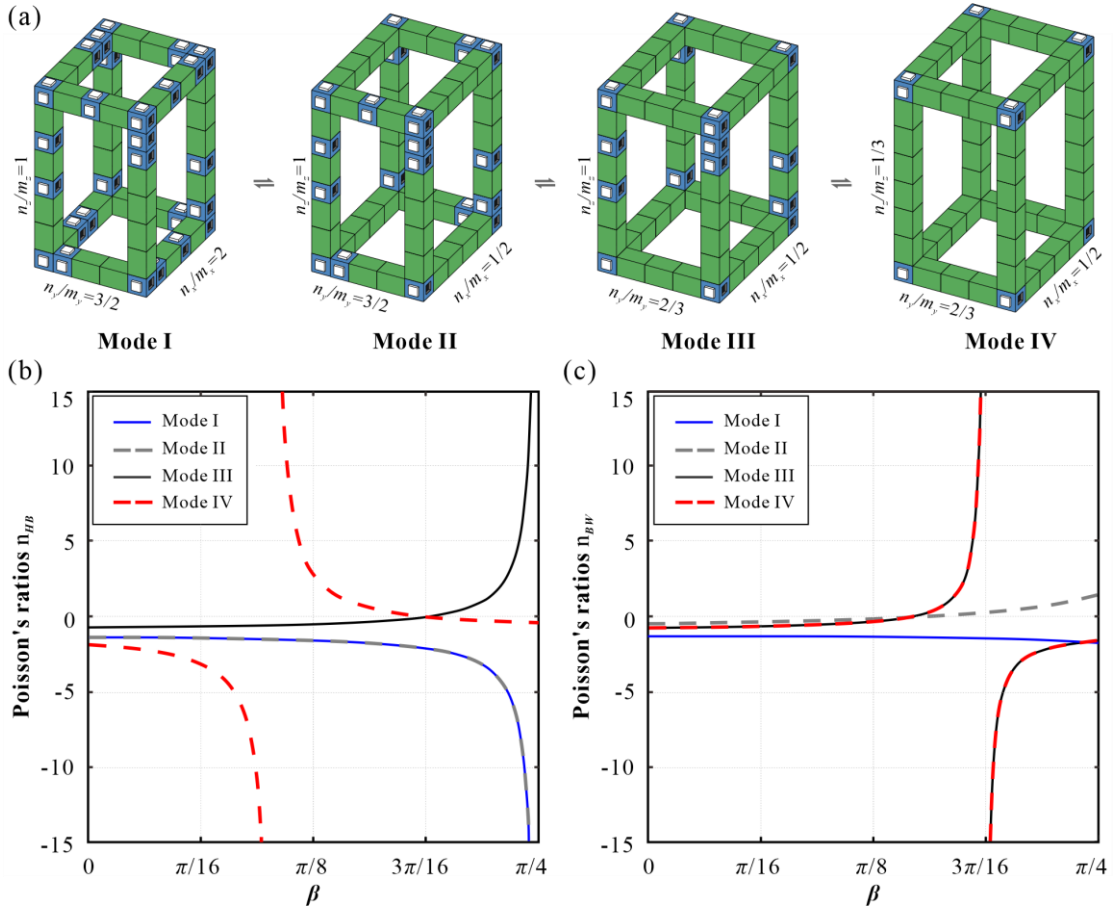 (a)
n_z/m_z=1
n_y/m_y=3/2
n_x/m_x=2
Mode I
n_z/m_z=1
n_y/m_y=3/2
n_x/m_x=1/2
Mode II
n_z/m_z=1
n_y/m_y=2/3
n_x/m_x=1/2
Mode III
n_z/m_z=1/3
n_y/m_y=2/3
n_x/m_x=1/2
Mode IV
(b)
Poisson's ratios n_HB
15
10
5
0
-5
-10
-15
Mode I
Mode II
Mode III
Mode IV
0
π/16
π/8
3π/16
π/4
β
(c)
Poisson's ratios n_BW
15
10
5
0
-5
-10
-15
Mode I
Mode II
Mode III
Mode IV
0
π/16
π/8
3π/16
π/4
β